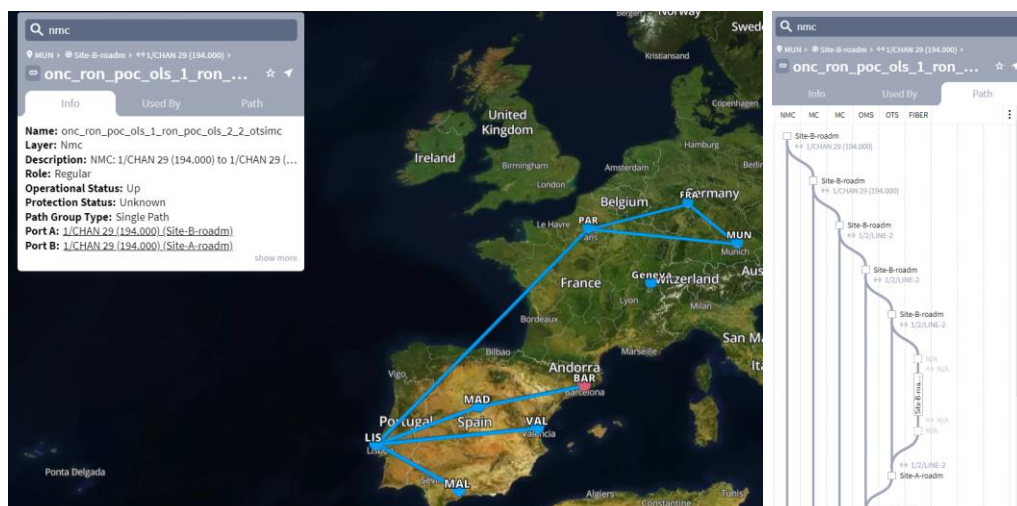 nmc
MUN > Site-B-roadm > 1/CHAN 29 (194.000) >
onc_ron_poc_ols_1_ron_...
Info Used By Path
Name: onc_ron_poc_ols_1_ron_poc_ols_2_2_otsimc
Layer: Nmc
Description: NMC: 1/CHAN 29 (194.000) to 1/CHAN 29 (...
Role: Regular
Operational Status: Up
Protection Status: Unknown
Path Group Type: Single Path
Port A: 1/CHAN 29 (194.000) (Site-B-roadm)
Port B: 1/CHAN 29 (194.000) (Site-A-roadm)
show more
Bergen
Norway
Swed
Kristiansand
Copenhagen
United
Kingdom
Ireland
Hamburg
Birmingham
Amsterdam
Berlin
London
Belgium
FRA
Germany
Le Havre
PAR
Paris
MUN
Munich
Geneva
Switzerland
Aus
France
Lyon
Milan
Bordeaux
San M
Bilbao
Marseille
Ita
Vigo
Andorra
BAR
Barcelona
MAD
Portugal
Spain
VAL
Valencia
LIS
Ponta Delgada
MAL
Algiers
Tunis
Constantine
nmc
MUN > Site-B-roadm > 1/CHAN 29 (194.000) >
onc_ron_poc_ols_1_ron_...
Info Used By Path
NMC MC MC OMS OTS FIBER
Site-B-roadm
1/CHAN 29 (194.000)
Site-B-roadm
1/CHAN 29 (194.000)
Site-B-roadm
1/2/LINE-2
Site-B-roadm
1/2/LINE-2
Site-B-roadm
1/2/LINE-2
N/A
N/A
Site-B-roa...
N/A
N/A
1/2/LINE-2
Site-A-roadm